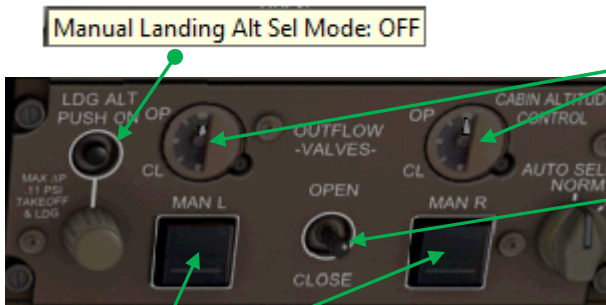 Manual Landing Alt Sel Mode: OFF
LDG ALT
PUSH ON
OP
CL
OUTFLOW
-VALVES-
OP
CL
CABIN ALTITUD
CONTROL
MAX ΔP
.11 PSI
TAKEOFF
& LDG
MAN L
OPEN
CLOSE
MAN R
AUTO SEL
NORM